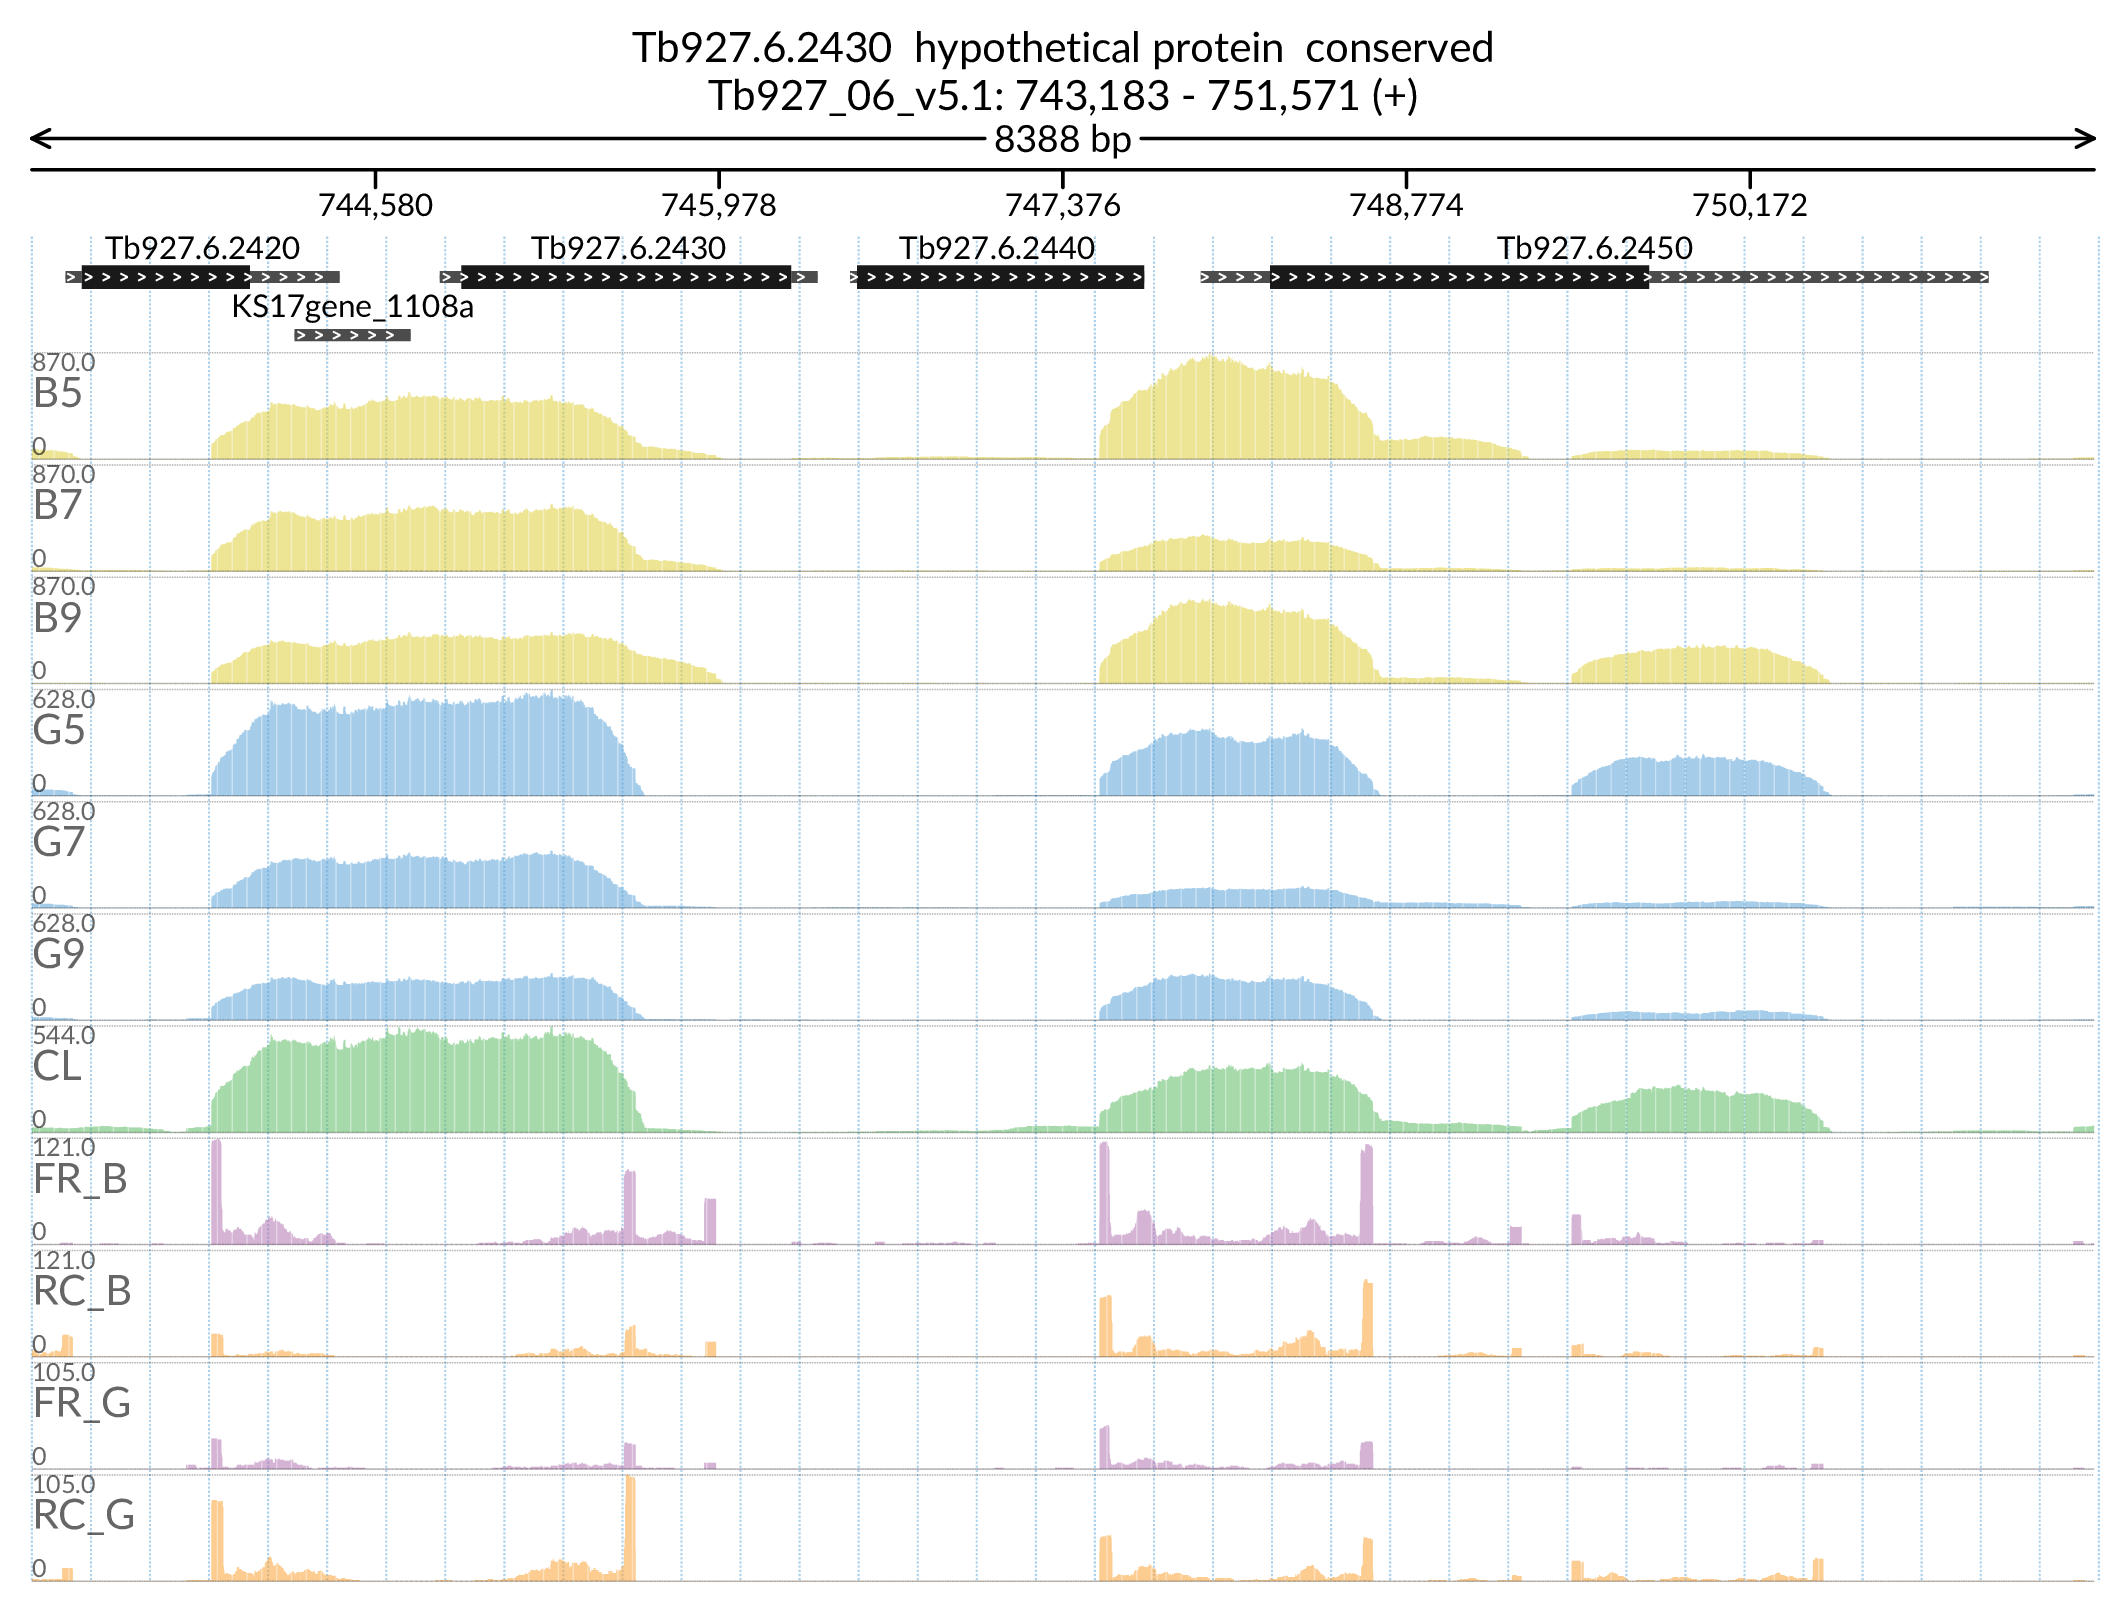 Tb927.6.2430 hypothetical protein conserved
Tb927_06_v5.1: 743,183 - 751,571 (+)
8388 bp
744,580 745,978 747,376 748,774 750,172
Tb927.6.2420 Tb927.6.2430 Tb927.6.2440 Tb927.6.2450
KS17gene_1108a
870.0
B5
0
870.0
B7
0
870.0
B9
0
628.0
G5
0
628.0
G7
0
628.0
G9
0
544.0
CL
0
121.0
FR_B
0
121.0
RC_B
0
105.0
FR_G
0
105.0
RC_G
0